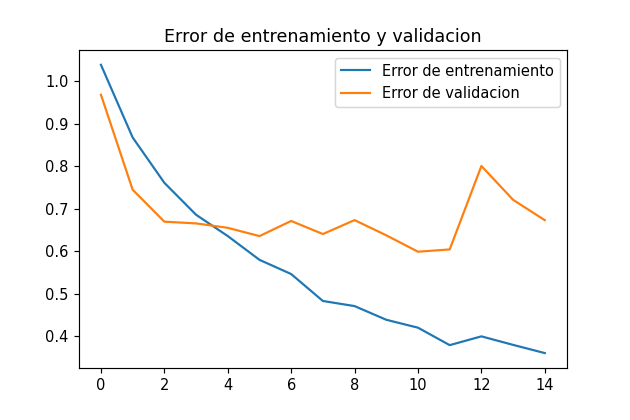 Error de entrenamiento y validacion
Error de entrenamiento
Error de validacion
1.0
0.9
0.8
0.7
0.6
0.5
0.4
0 2 4 6 8 10 12 14